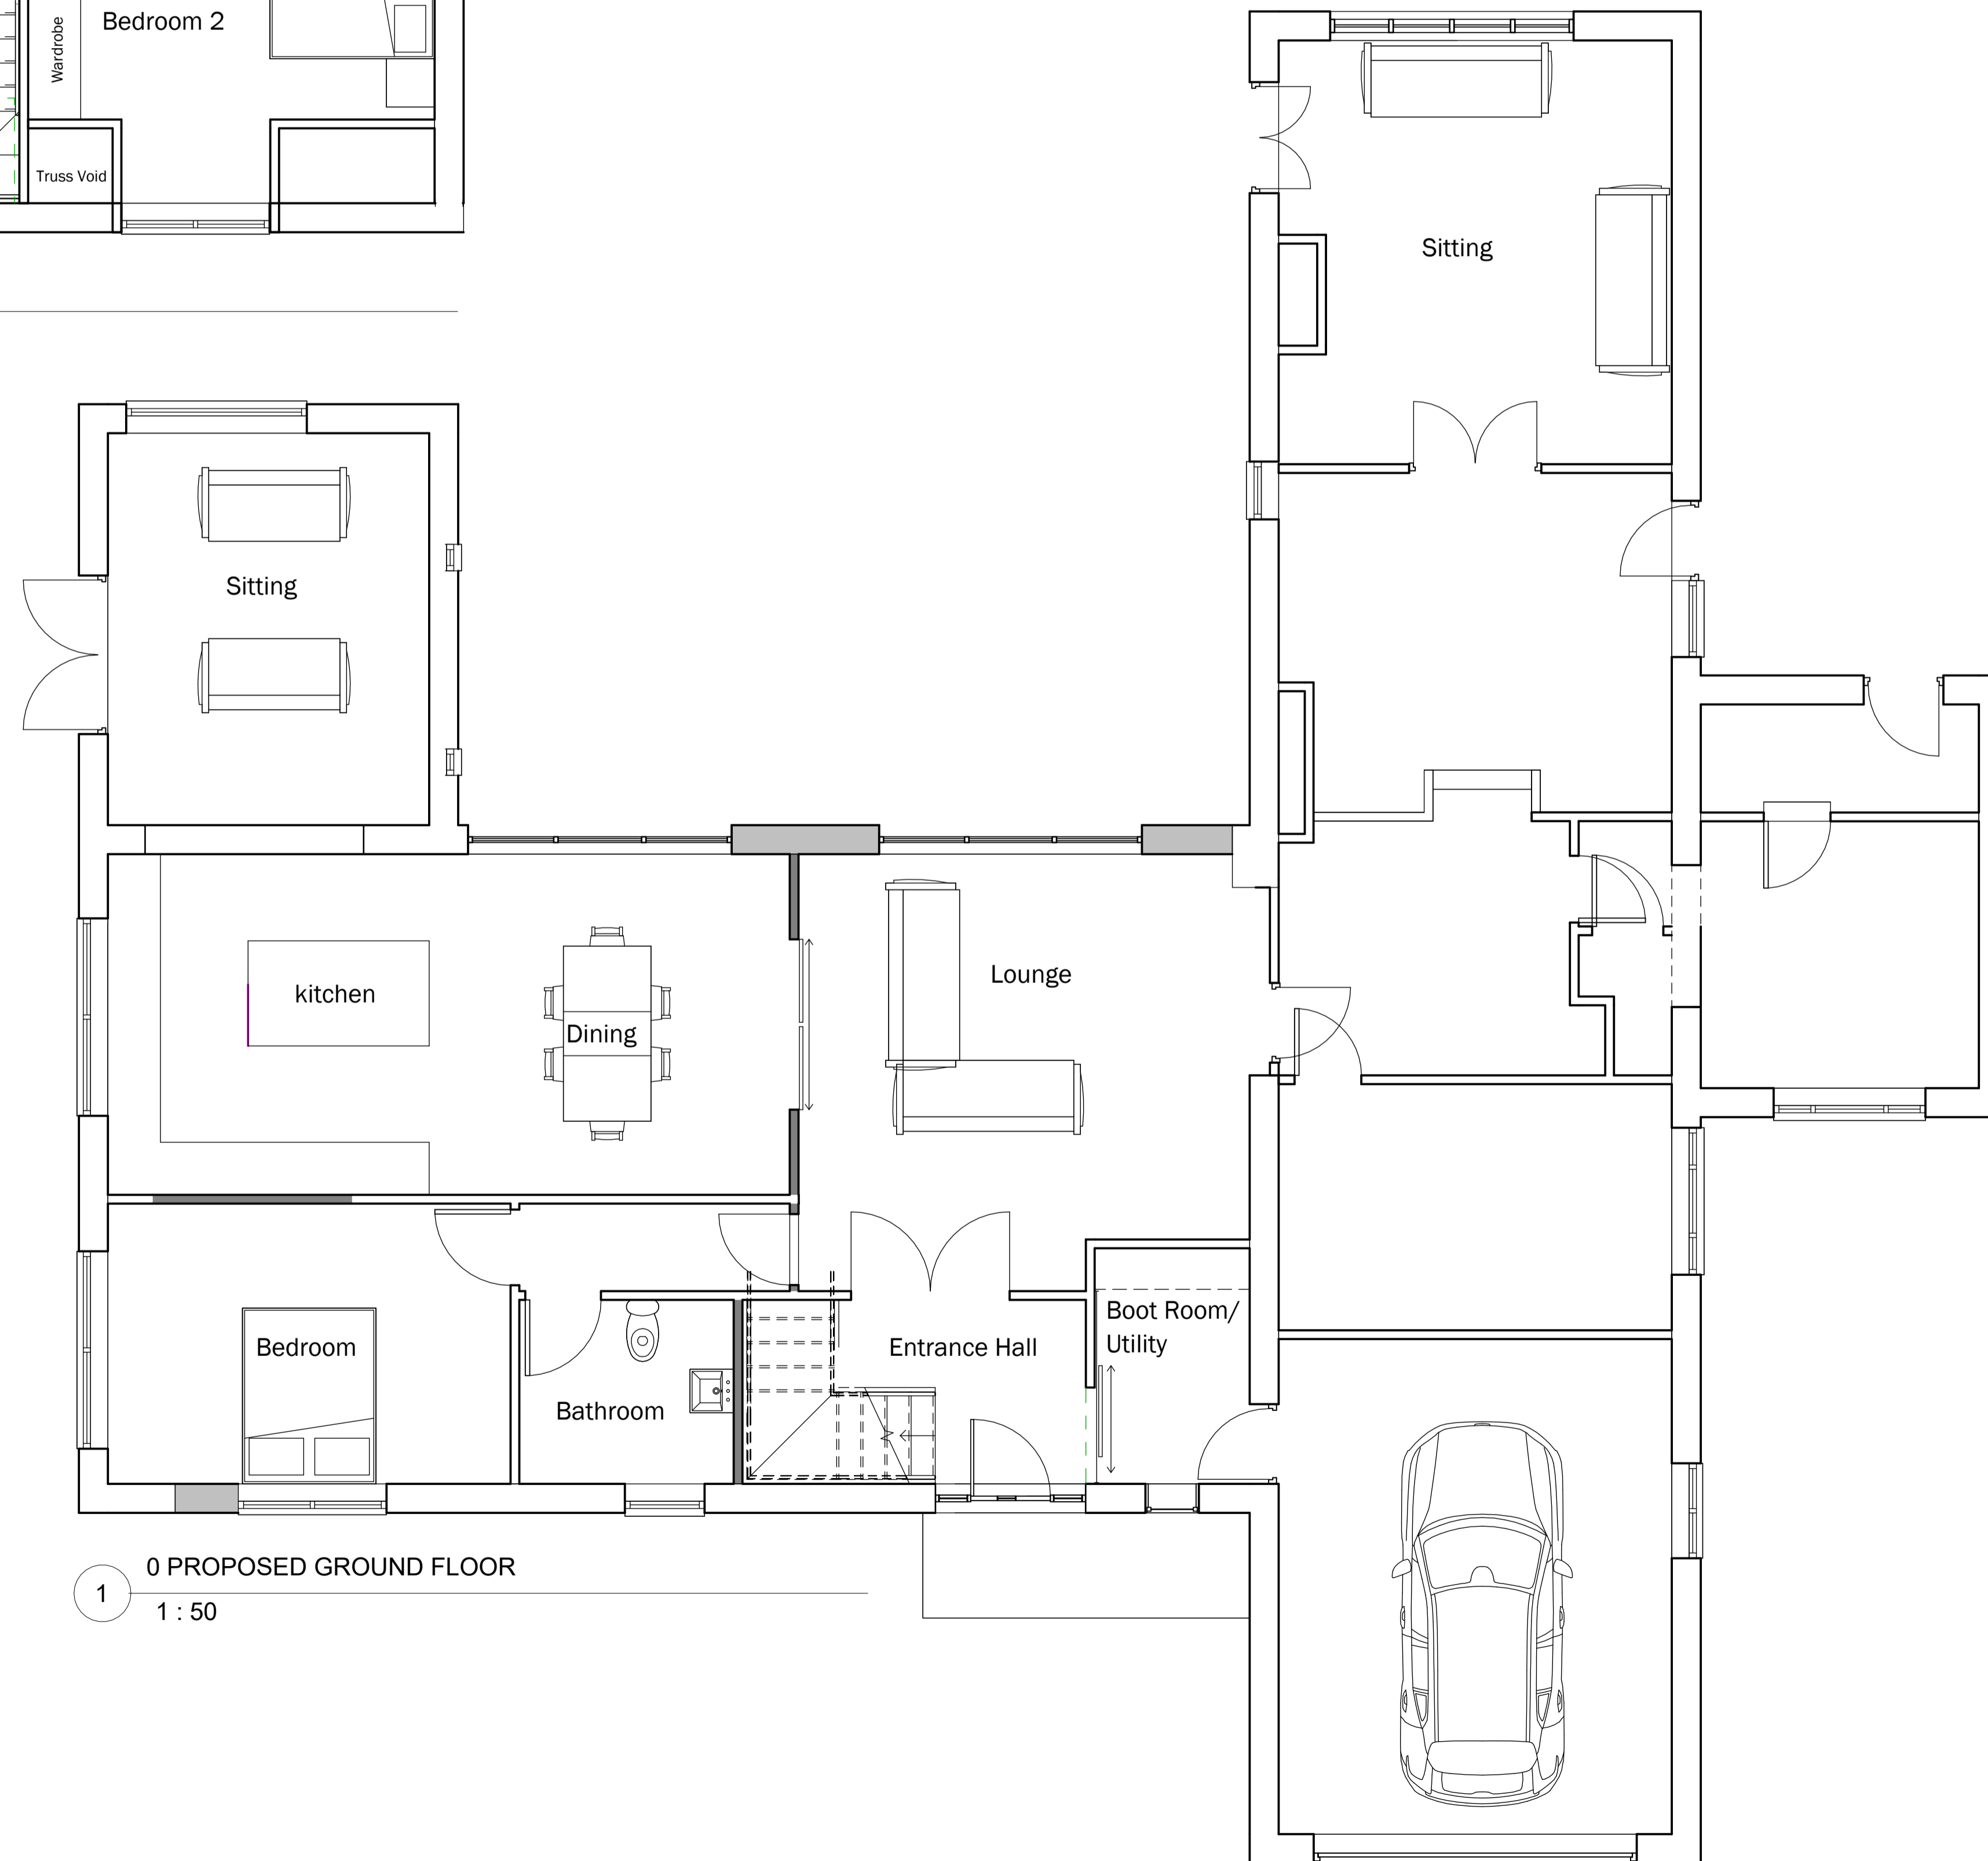 Bedroom 2
Wardrobe
Truss Void
Sitting
Sitting
kitchen
Dining
Lounge
Bedroom
Bathroom
Entrance Hall
Boot Room/
Utility
1
0 PROPOSED GROUND FLOOR
1 : 50